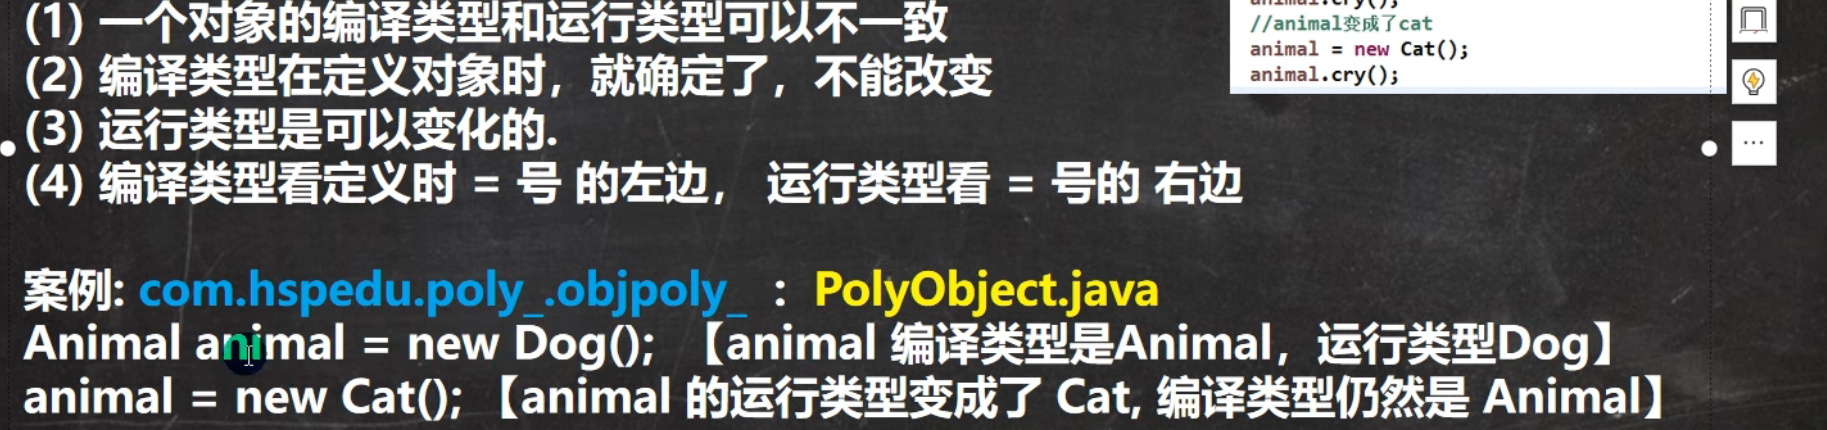 (1) 一个对象的编译类型和运行类型可以不一致
(2) 编译类型在定义对象时，就确定了，不能改变
(3) 运行类型是可以变化的.
(4) 编译类型看定义时 = 号 的左边， 运行类型看 = 号的 右边
案例: com.hspedu.poly_.objpoly_ : PolyObject.java
Animal animal = new Dog(); 【animal 编译类型是Animal，运行类型Dog】
animal = new Cat(); 【animal 的运行类型变成了 Cat, 编译类型仍然是 Animal】
animal.cry();
//animal变成了cat
animal = new Cat();
animal.cry();